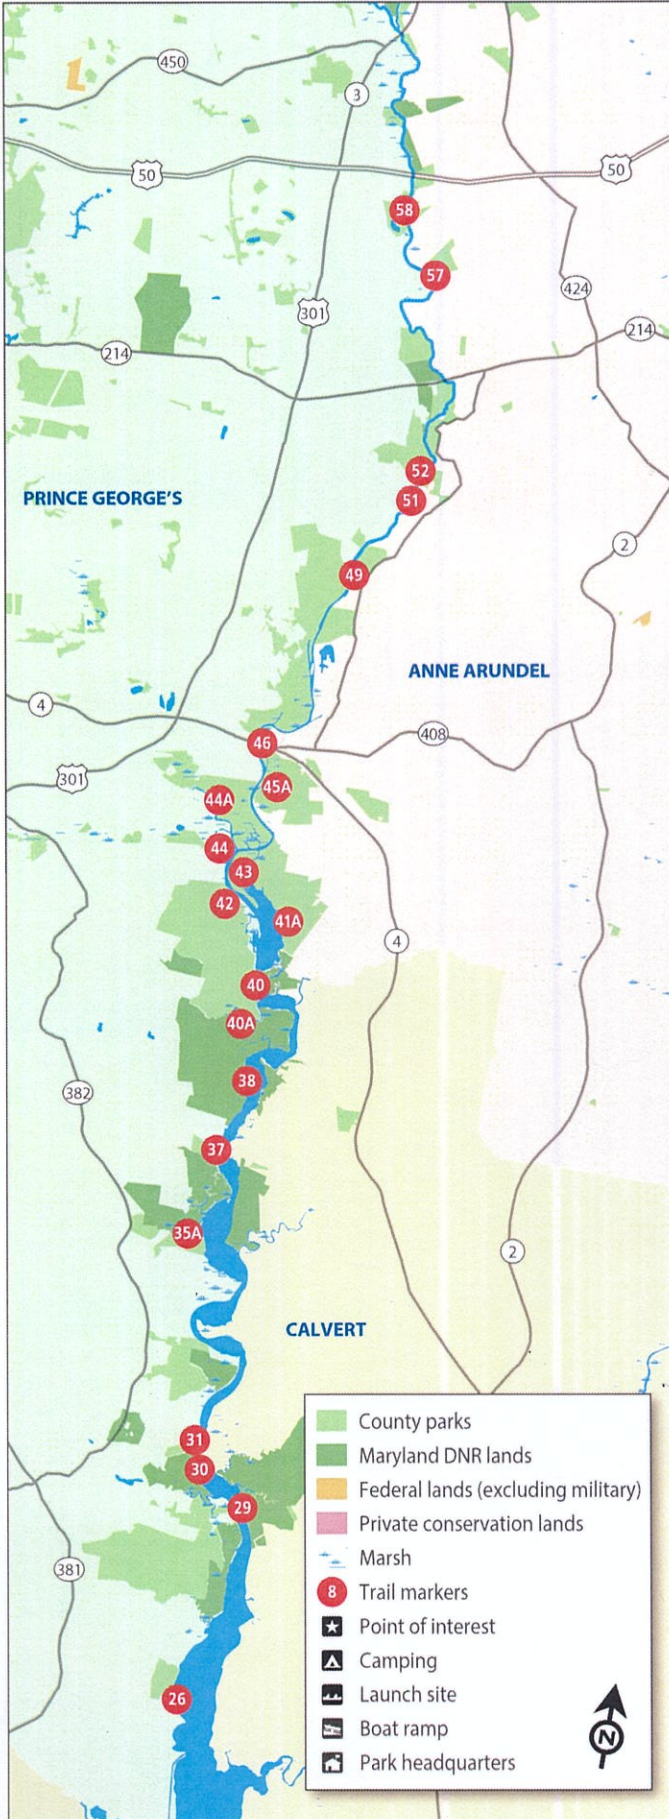 450
3
50
50
58
57
424
301
214
214
52
PRINCE GEORGE'S
51
2
49
ANNE ARUNDEL
4
408
46
301
45A
44A
44
43
42
41A
4
40
40A
38
382
37
35A
2
CALVERT
31
30
29
381
26
County parks
Maryland DNR lands
Federal lands (excluding military)
Private conservation lands
Marsh
8 Trail markers
Point of interest
Camping
Launch site
Boat ramp
Park headquarters
N